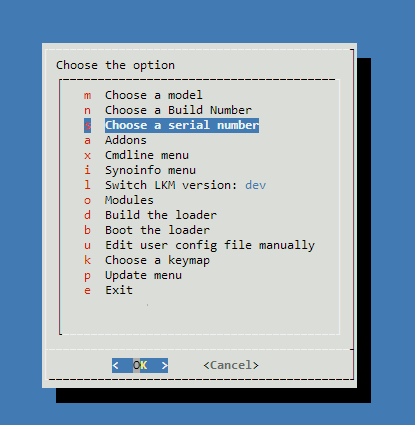 Choose the option
m Choose a model
n Choose a Build Number
s Choose a serial number
a Addons
x Cmdline menu
i Synoinfo menu
l Switch LKM version: dev
o Modules
d Build the loader
b Boot the loader
u Edit user config file manually
k Choose a keymap
p Update menu
e Exit
< OK > <Cancel>